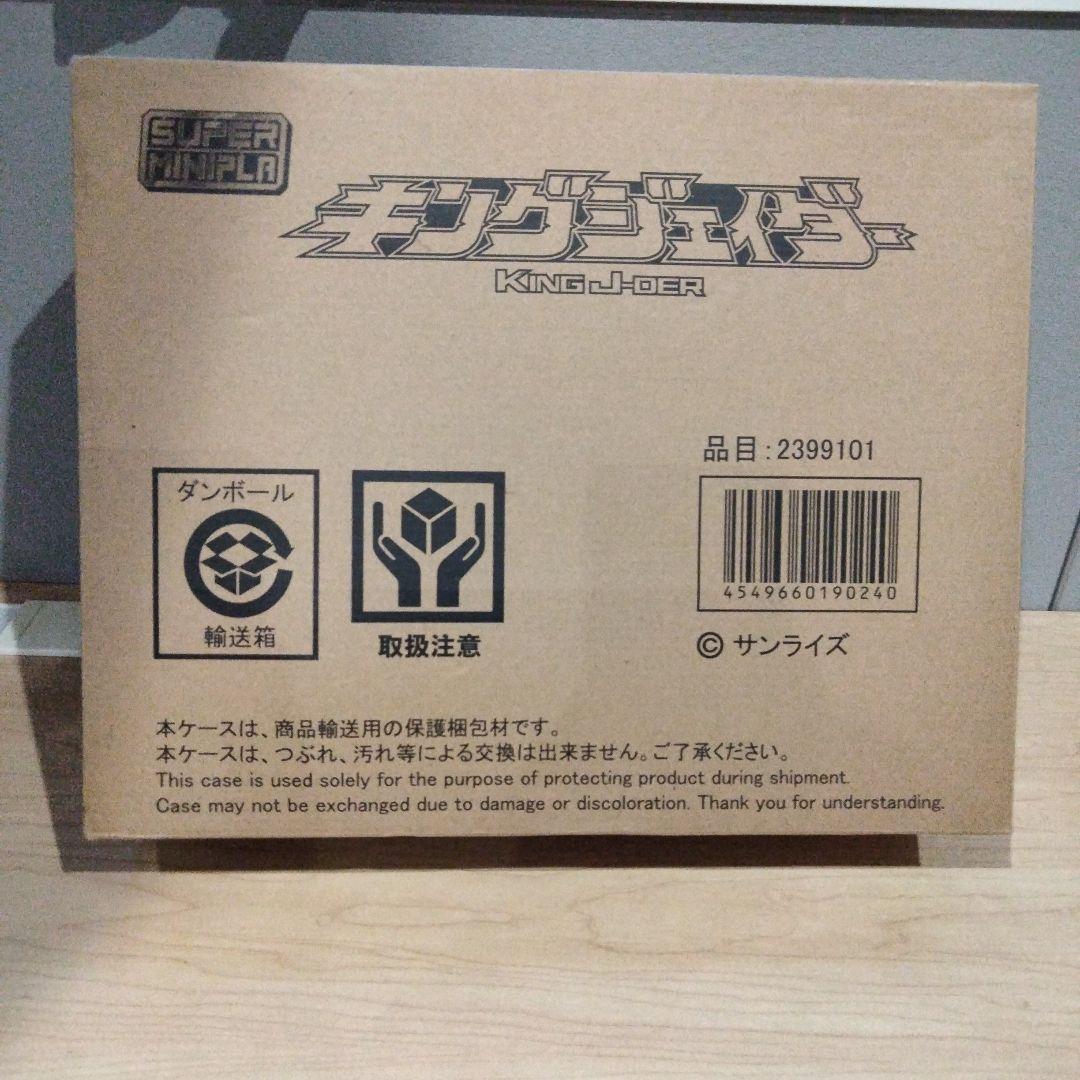 SUPER
MINIPLA
キングジェイダー
KING J-DER
品目:2399101
ダンボール
輸送箱
取扱注意
4549660190240
© サンライズ
本ケースは、商品輸送用の保護梱包材です。
本ケースは、つぶれ、汚れ等による交換は出来ません。ご了承ください。
This case is used solely for the purpose of protecting product during shipment.
Case may not be exchanged due to damage or discoloration. Thank you for understanding.